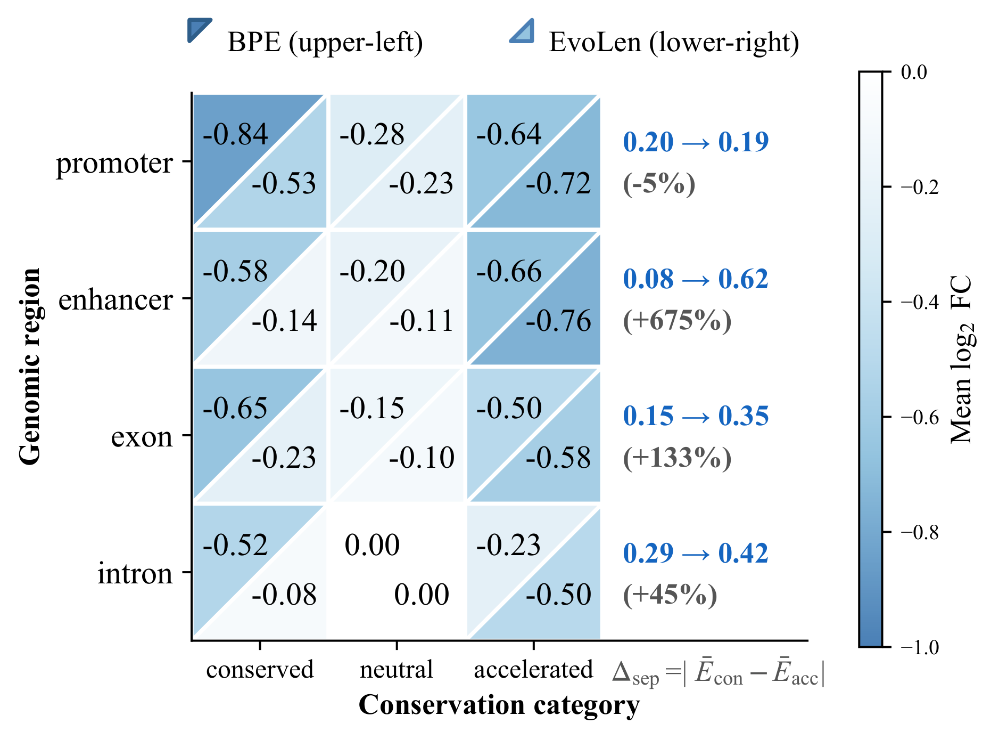 BPE (upper-left) EvoLen (lower-right)
Genomic region
promoter -0.84 -0.53 -0.28 -0.23 -0.64 -0.72 0.20 → 0.19
(-5%)
enhancer -0.58 -0.14 -0.20 -0.11 -0.66 -0.76 0.08 → 0.62
(+675%)
exon -0.65 -0.23 -0.15 -0.10 -0.50 -0.58 0.15 → 0.35
(+133%)
intron -0.52 -0.08 0.00 0.00 -0.23 -0.50 0.29 → 0.42
(+45%)
conserved neutral accelerated Δsep =| Ēcon − Ēacc|
Conservation category
0.0
−0.2
−0.4
−0.6
−0.8
−1.0
Mean log₂ FC